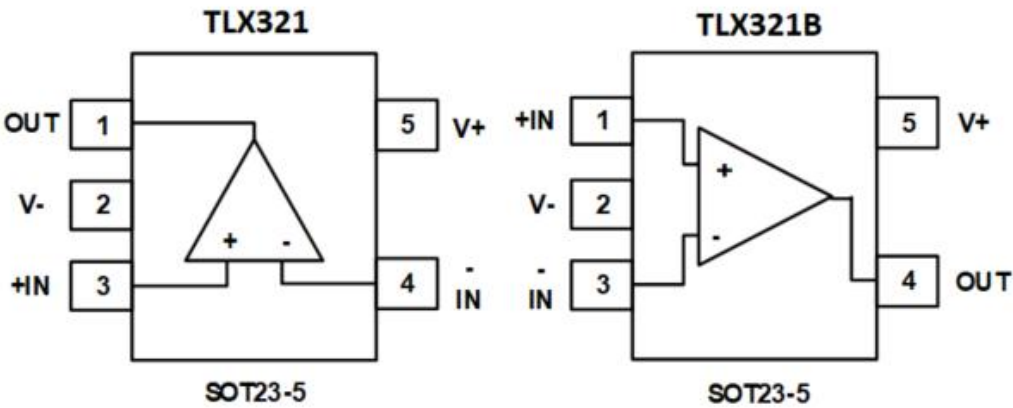 TLX321
OUT 1
5 V+
V- 2
+ -
+IN 3
4 - IN
SOT23-5
TLX321B
+IN 1
5 V+
+
V- 2
-
- IN 3
4 OUT
SOT23-5